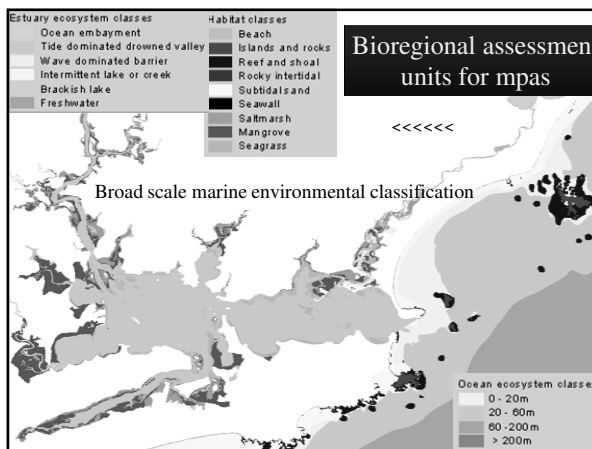 Estuary ecosystem classes
Ocean embayment
Tide dominated drowned valley
Wave dominated barrier
Intermittent lake or creek
Brackish lake
Freshwater
Habitat classes
Beach
Islands and rocks
Reef and shoal
Rocky intertidal
Subtidal sand
Seawall
Saltmarsh
Mangrove
Seagrass
Bioregional assessmen
units for mpas
<<<<<<
Broad scale marine environmental classification
Ocean ecosystem classes
0 - 20m
20 - 60m
60 -200m
> 200m